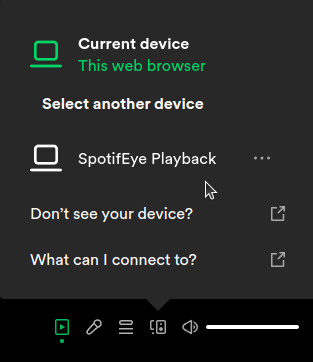 Current device
This web browser
Select another device
SpotifEye Playback
Don't see your device?
What can I connect to?